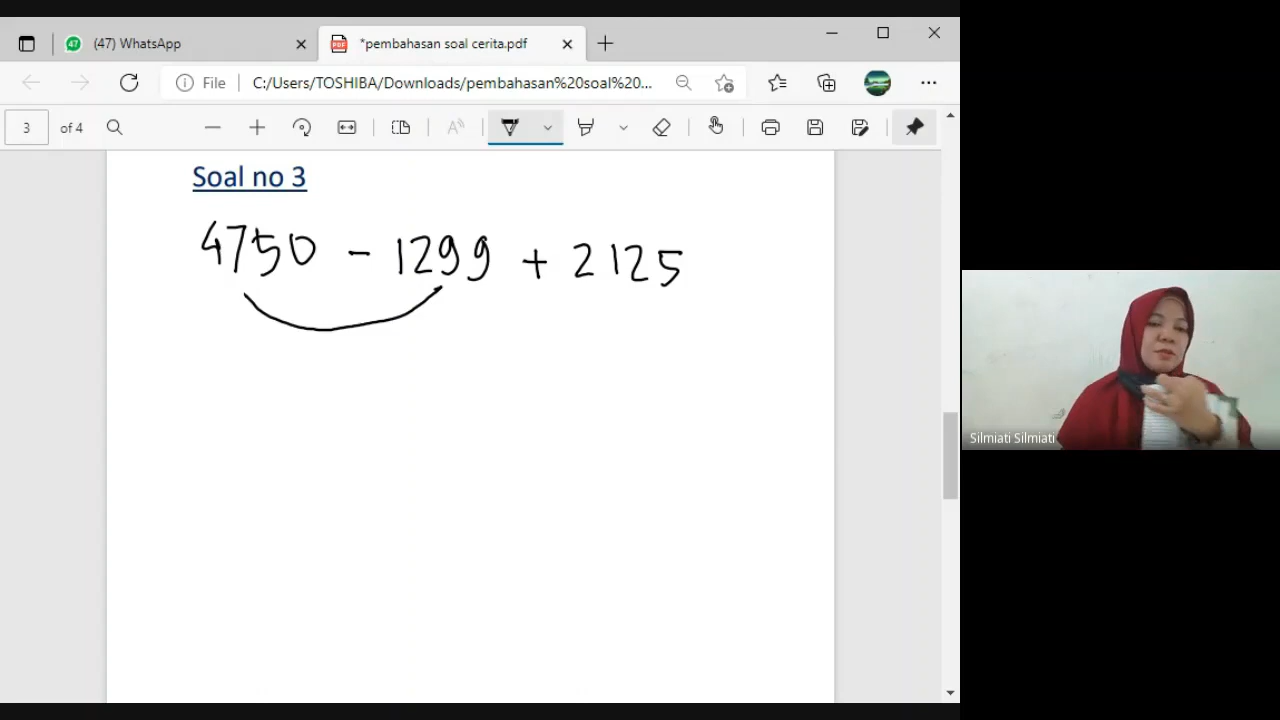 (47) WhatsApp
*pembahasan soal cerita.pdf
File
C:/Users/TOSHIBA/Downloads/pembahasan%20soal%20...
3 of 4
Soal no 3
4750 - 1299 + 2125
Silmiati Silmiati